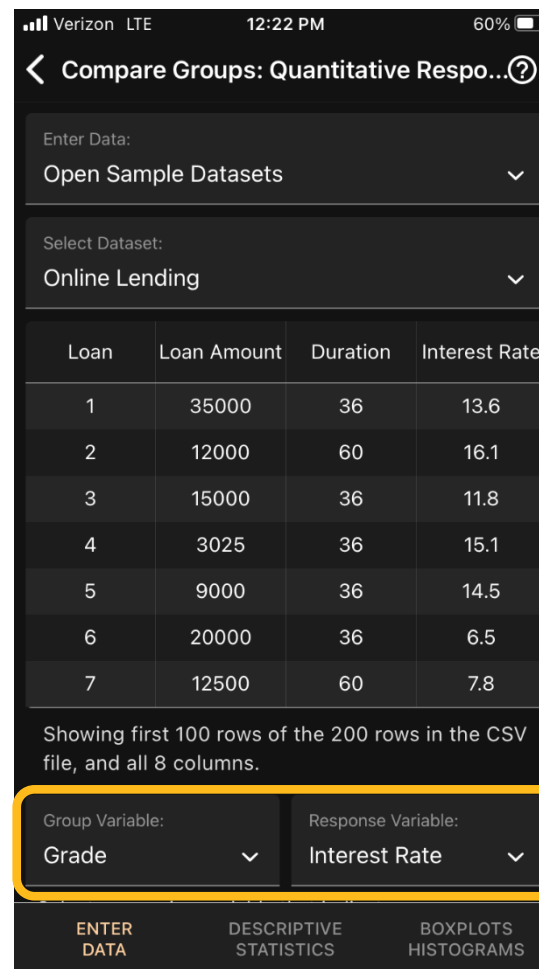 Verizon LTE 12:22 PM 60%
Compare Groups: Quantitative Respo...?
Enter Data:
Open Sample Datasets
Select Dataset:
Online Lending
Loan Loan Amount Duration Interest Rate
1 35000 36 13.6
2 12000 60 16.1
3 15000 36 11.8
4 3025 36 15.1
5 9000 36 14.5
6 20000 36 6.5
7 12500 60 7.8
Showing first 100 rows of the 200 rows in the CSV
file, and all 8 columns.
Group Variable: Response Variable:
Grade Interest Rate
ENTER DESCRIPTIVE BOXPLOTS
DATA STATISTICS HISTOGRAMS